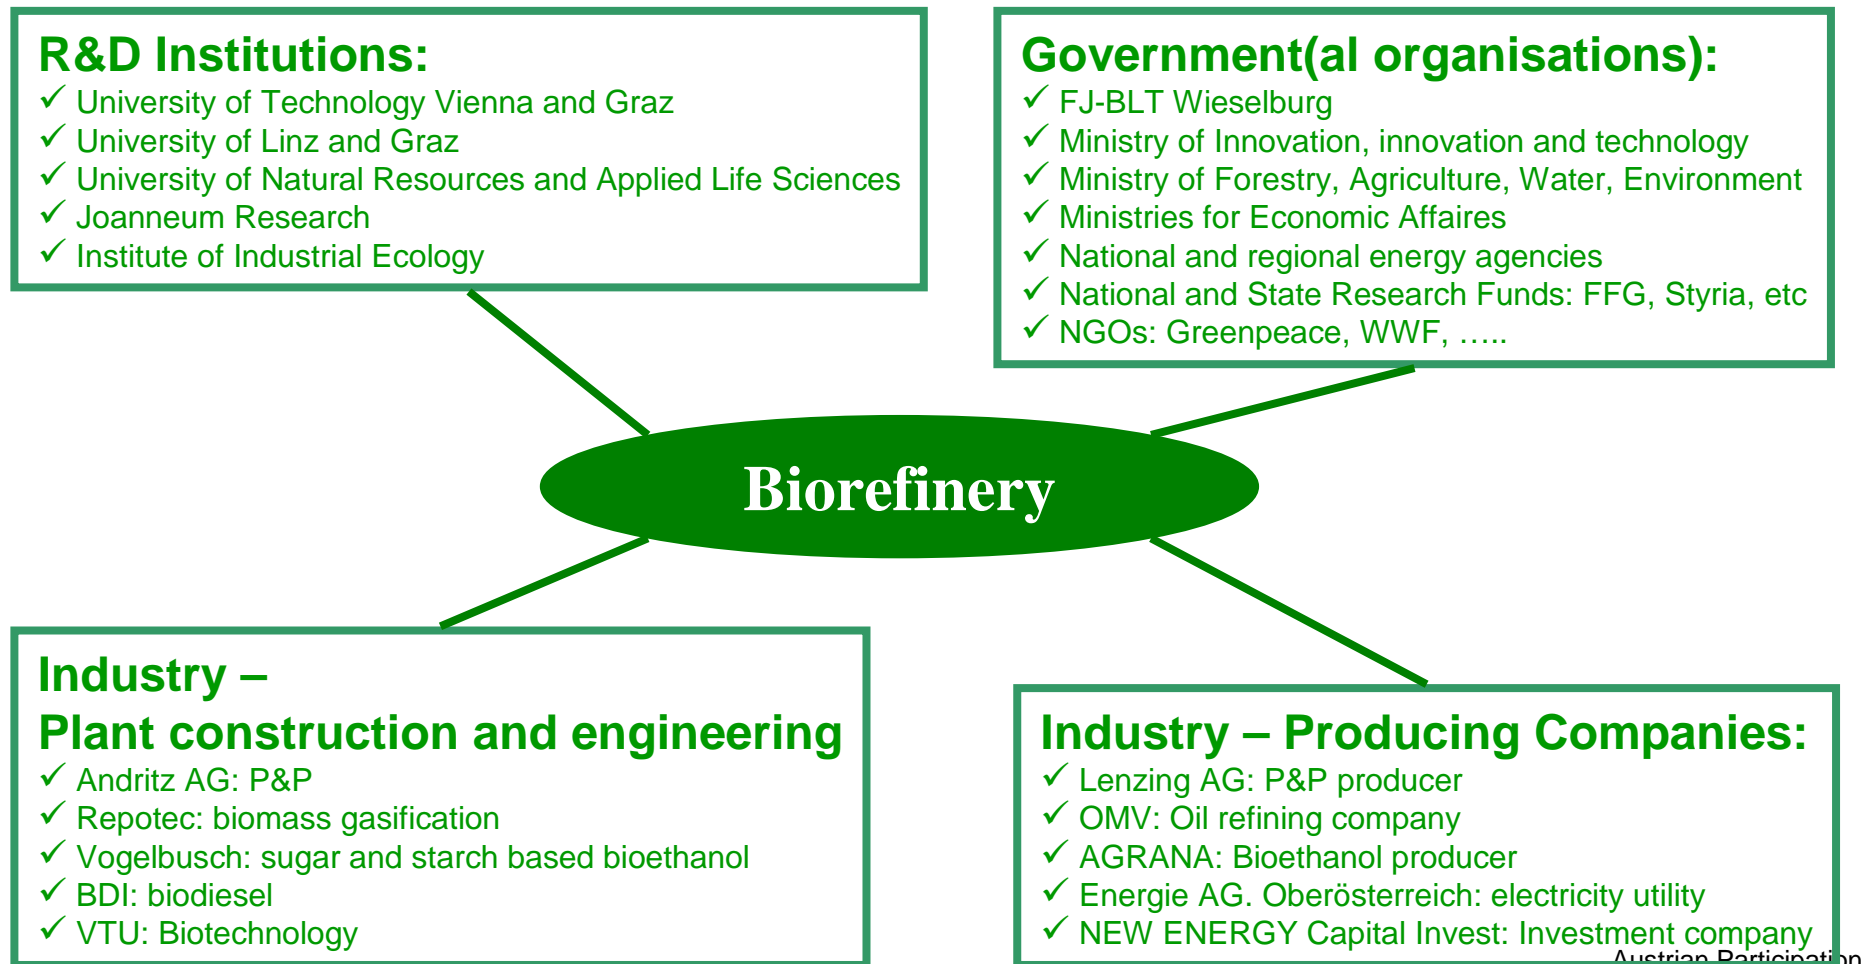 R&D Institutions:
✓ University of Technology Vienna and Graz
✓ University of Linz and Graz
✓ University of Natural Resources and Applied Life Sciences
✓ Joanneum Research
✓ Institute of Industrial Ecology
Government(al organisations):
✓ FJ-BLT Wieselburg
✓ Ministry of Innovation, innovation and technology
✓ Ministry of Forestry, Agriculture, Water, Environment
✓ Ministries for Economic Affaires
✓ National and regional energy agencies
✓ National and State Research Funds: FFG, Styria, etc
✓ NGOs: Greenpeace, WWF, …..
Biorefinery
Industry –
Plant construction and engineering
✓ Andritz AG: P&P
✓ Repotec: biomass gasification
✓ Vogelbusch: sugar and starch based bioethanol
✓ BDI: biodiesel
✓ VTU: Biotechnology
Industry – Producing Companies:
✓ Lenzing AG: P&P producer
✓ OMV: Oil refining company
✓ AGRANA: Bioethanol producer
✓ Energie AG. Oberösterreich: electricity utility
✓ NEW ENERGY Capital Invest: Investment company
Austrian Participation